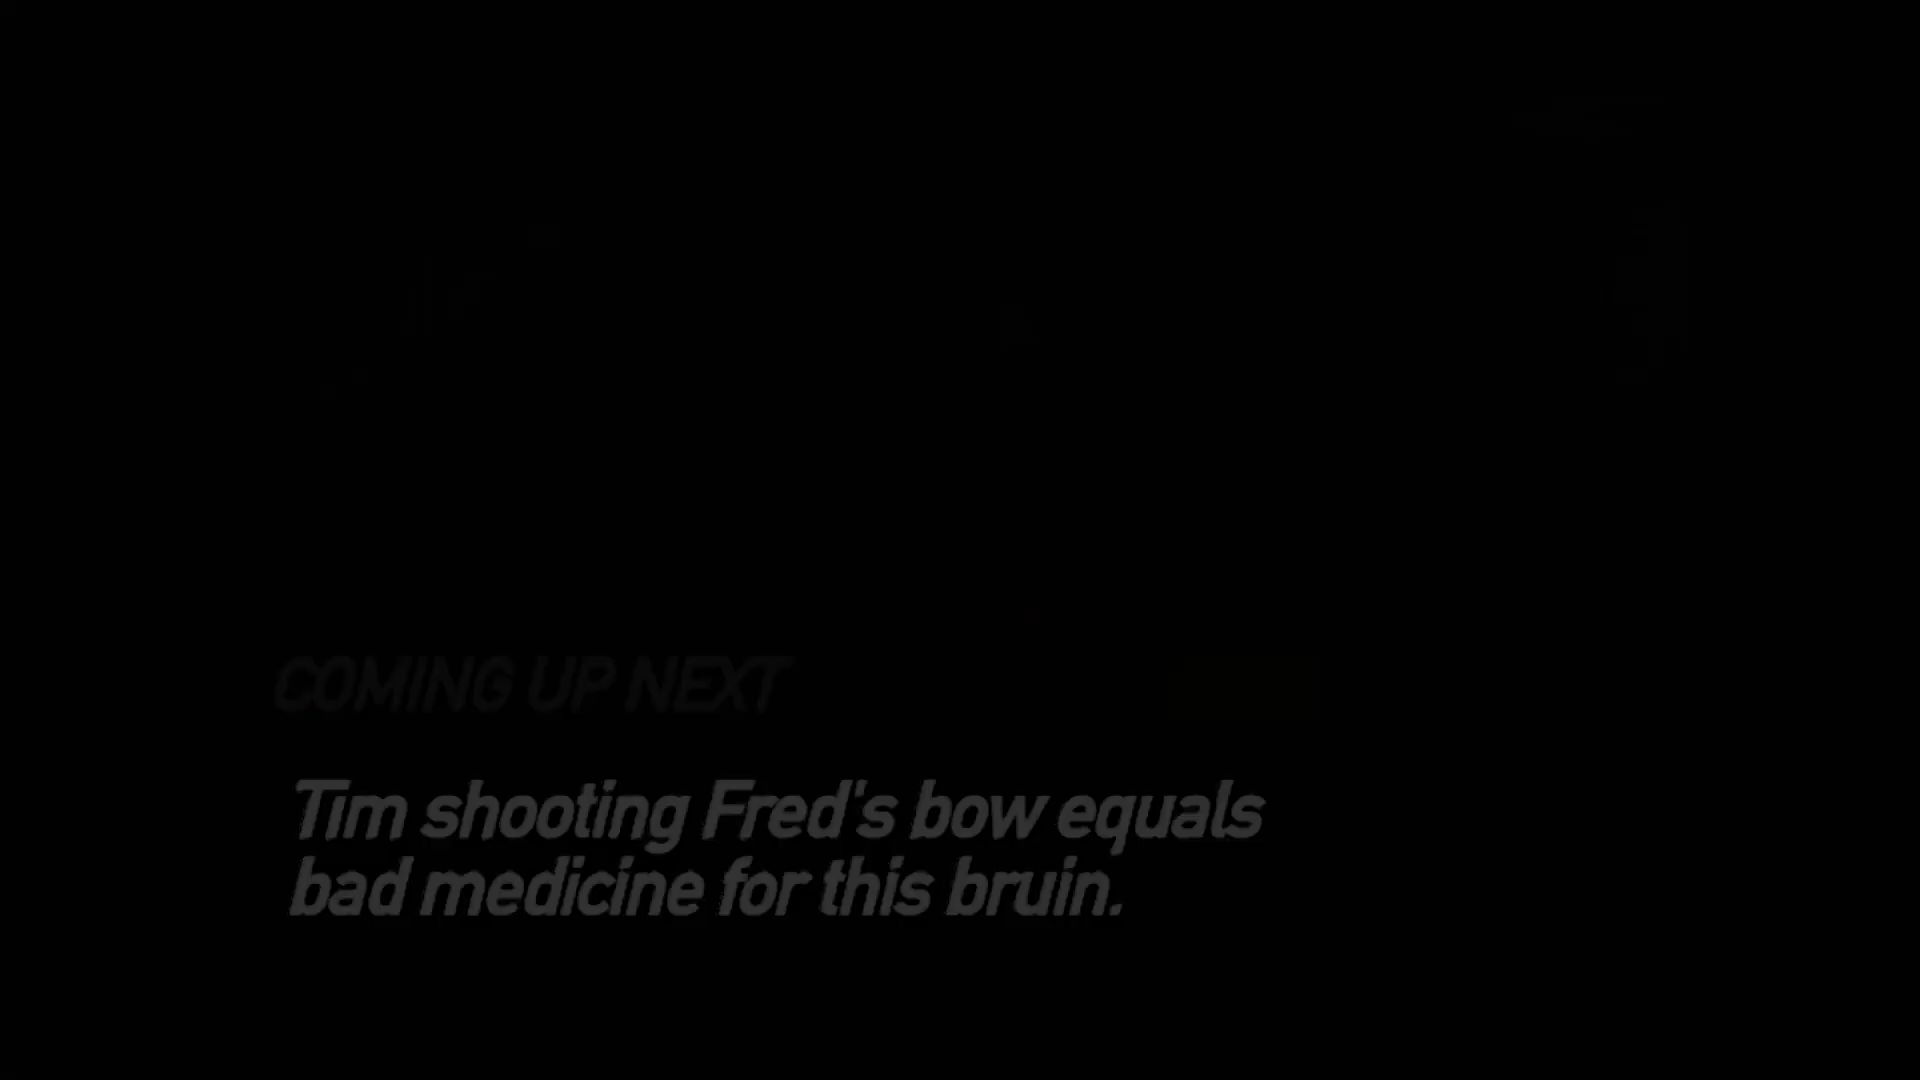 COMING UP NEXT
Tim shooting Fred's bow equals
bad medicine for this bruin.